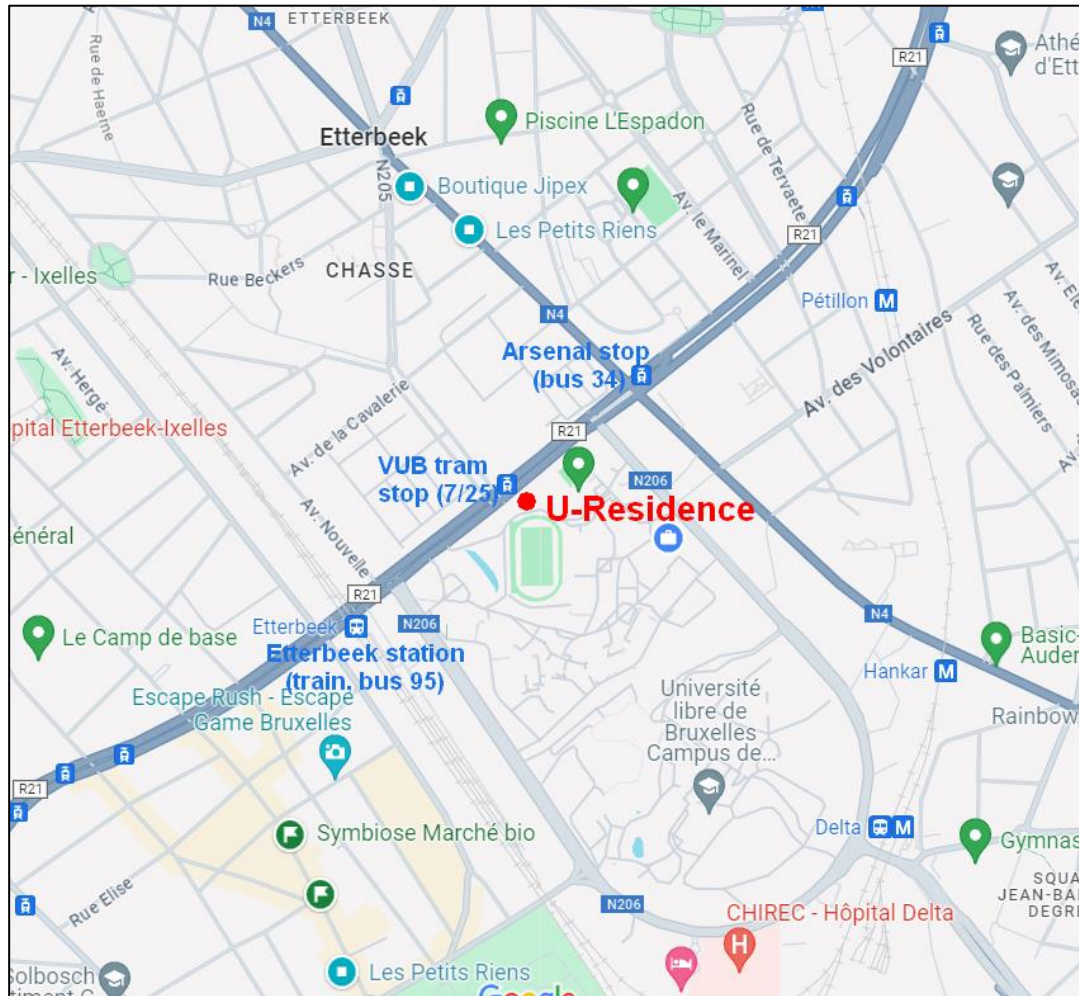 N4
ETTERBEEK
Rue de Haerne
R21
Athé
d'Ett
Etterbeek
Piscine L'Espadon
N205
Boutique Jipex
Rue de Tervaete
Les Petits Riens
Av. le Marinel
R21
r - Ixelles
Rue Beckers
CHASSE
Av. Ele
Pétillon
M
N4
Av. des Mimosa
Rue des Palmiers
Av. des Volontaires
Arsenal stop
(bus 34)
Av. Hergé
Av. de la Cavalerie
pital Etterbeek-Ixelles
R21
VUB tram
stop (7/25)
N206
U-Residence
Av. Nouvelle
énéral
R21
Le Camp de base
Etterbeek
N206
Etterbeek station
(train, bus 95)
N4
Basic-
Auder
Hankar
M
Escape Rush - Escape
Game Bruxelles
Université
libre de
Bruxelles
Campus de...
Rainbow
R21
Symbiose Marché bio
Delta
M
Gymnas
Rue Elise
SQUA
JEAN-BA
DEGR
N206
CHIREC - Hôpital Delta
H
Solbosch
Les Petits Riens
Google